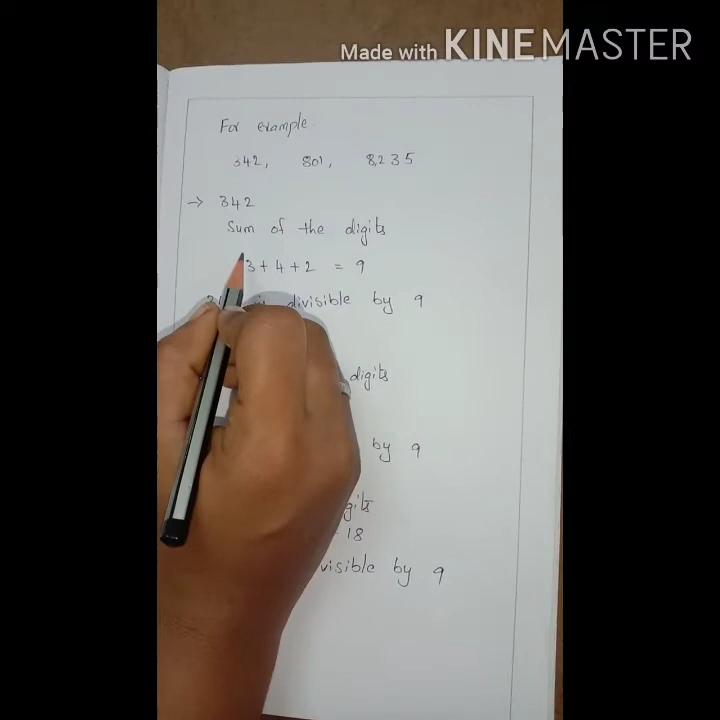 Made with KINEMASTER
For example
342, 801, 8235
→ 342
Sum of the digits
3 + 4 + 2 = 9
divisible by 9
digits
by 9
18
by 9